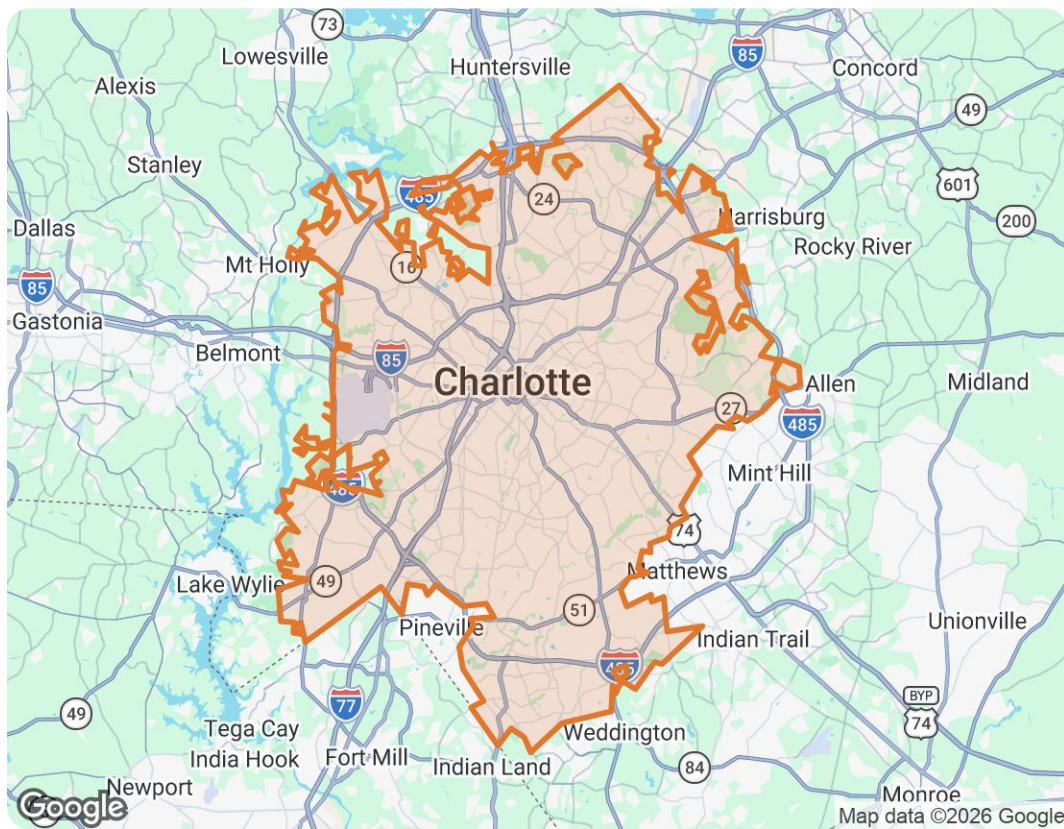 73
Lowesville
Huntersville
85
Concord
Alexis
49
Stanley
601
485
24
200
Dallas
Harrisburg
Rocky River
Mt Holly
16
85
Gastonia
Belmont
85
Charlotte
Allen
Midland
27
485
Mint Hill
485
74
Matthews
Lake Wylie
49
51
Unionville
Pineville
Indian Trail
485
77
BYP
74
49
Tega Cay
Weddington
India Hook
Fort Mill
Indian Land
84
Newport
Monroe
Google
Map data ©2026 Google